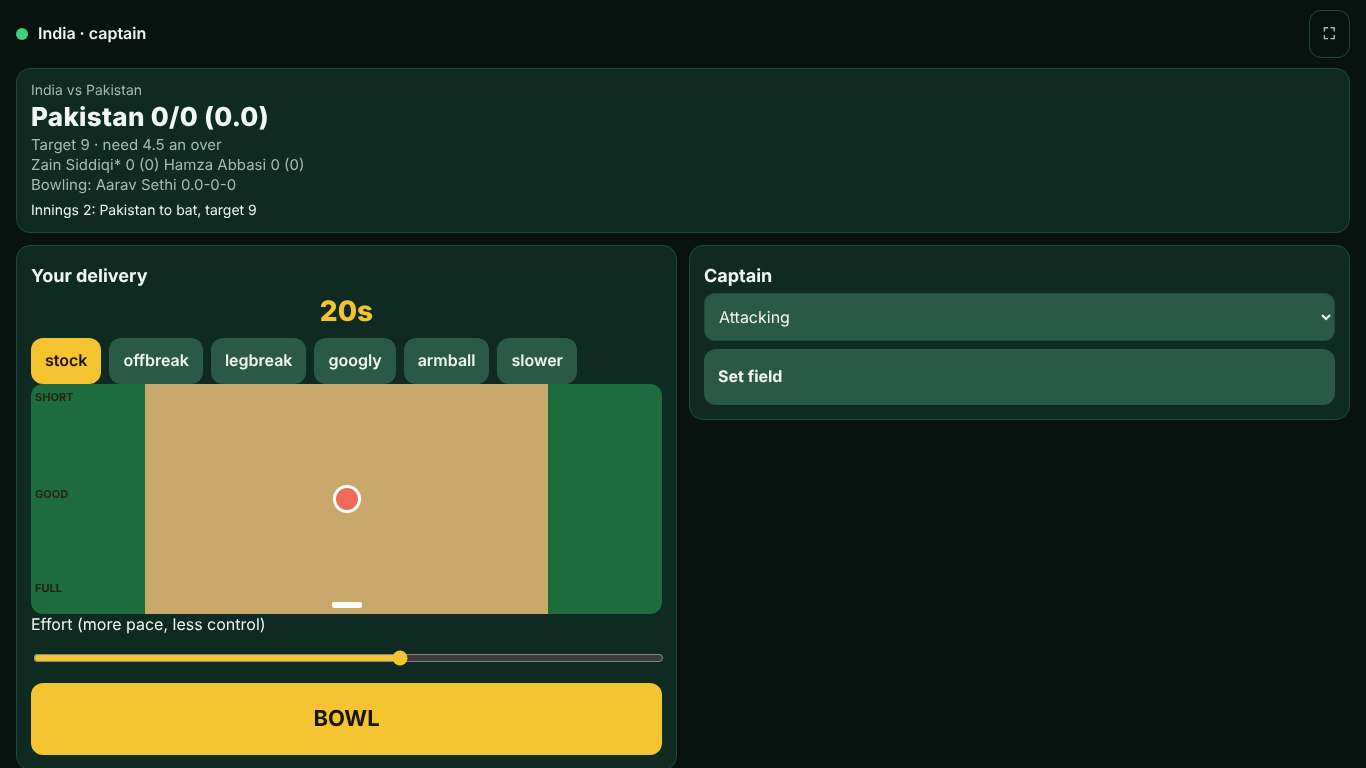 India · captain
India vs Pakistan
Pakistan 0/0 (0.0)
Target 9 · need 4.5 an over
Zain Siddiqi* 0 (0) Hamza Abbasi 0 (0)
Bowling: Aarav Sethi 0.0-0-0
Innings 2: Pakistan to bat, target 9
Your delivery
20s
stock offbreak legbreak googly armball slower
SHORT
GOOD
FULL
Effort (more pace, less control)
BOWL
Captain
Attacking
Set field